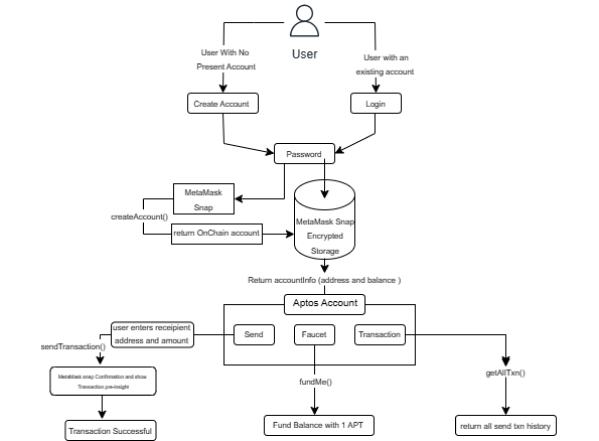 User
User With No
Present Account
User with an
existing account
Create Account
Login
Password
MetaMask
Snap
createAccount()
return OnChain account
MetaMask Snap
Encrypted
Storage
Return accountInfo (address and balance )
Aptos Account
Send
Faucet
Transaction
user enters receipient
address and amount
sendTransaction()
MetaMask snap Confirmation and show
Transaction pre-insight
Transaction Successful
fundMe()
Fund Balance with 1 APT
getAllTxn()
return all send txn history